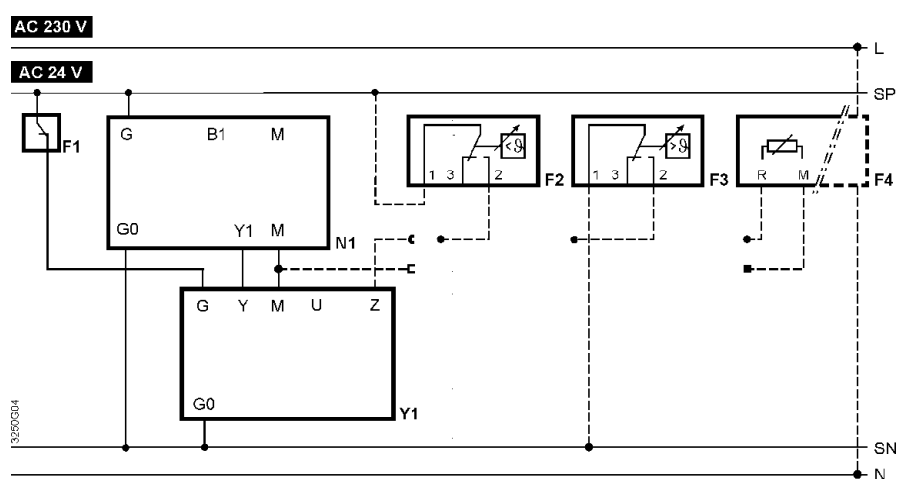 AC 230 V
L
AC 24 V
SP
F1
G B1 M
G0 Y1 M
N1
<ϑ
1 3 2
F2
>ϑ
1 3 2
F3
R M
F4
G Y M U Z
G0
Y1
3250G04
SN
N